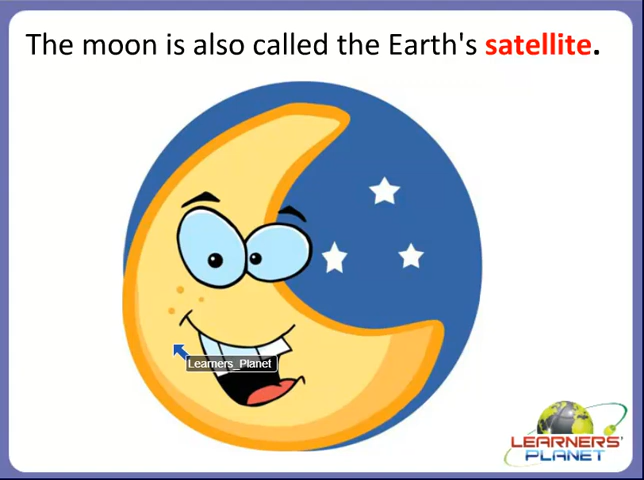 The moon is also called the Earth's satellite.
Learners_Planet
LEARNERS'
PLANET